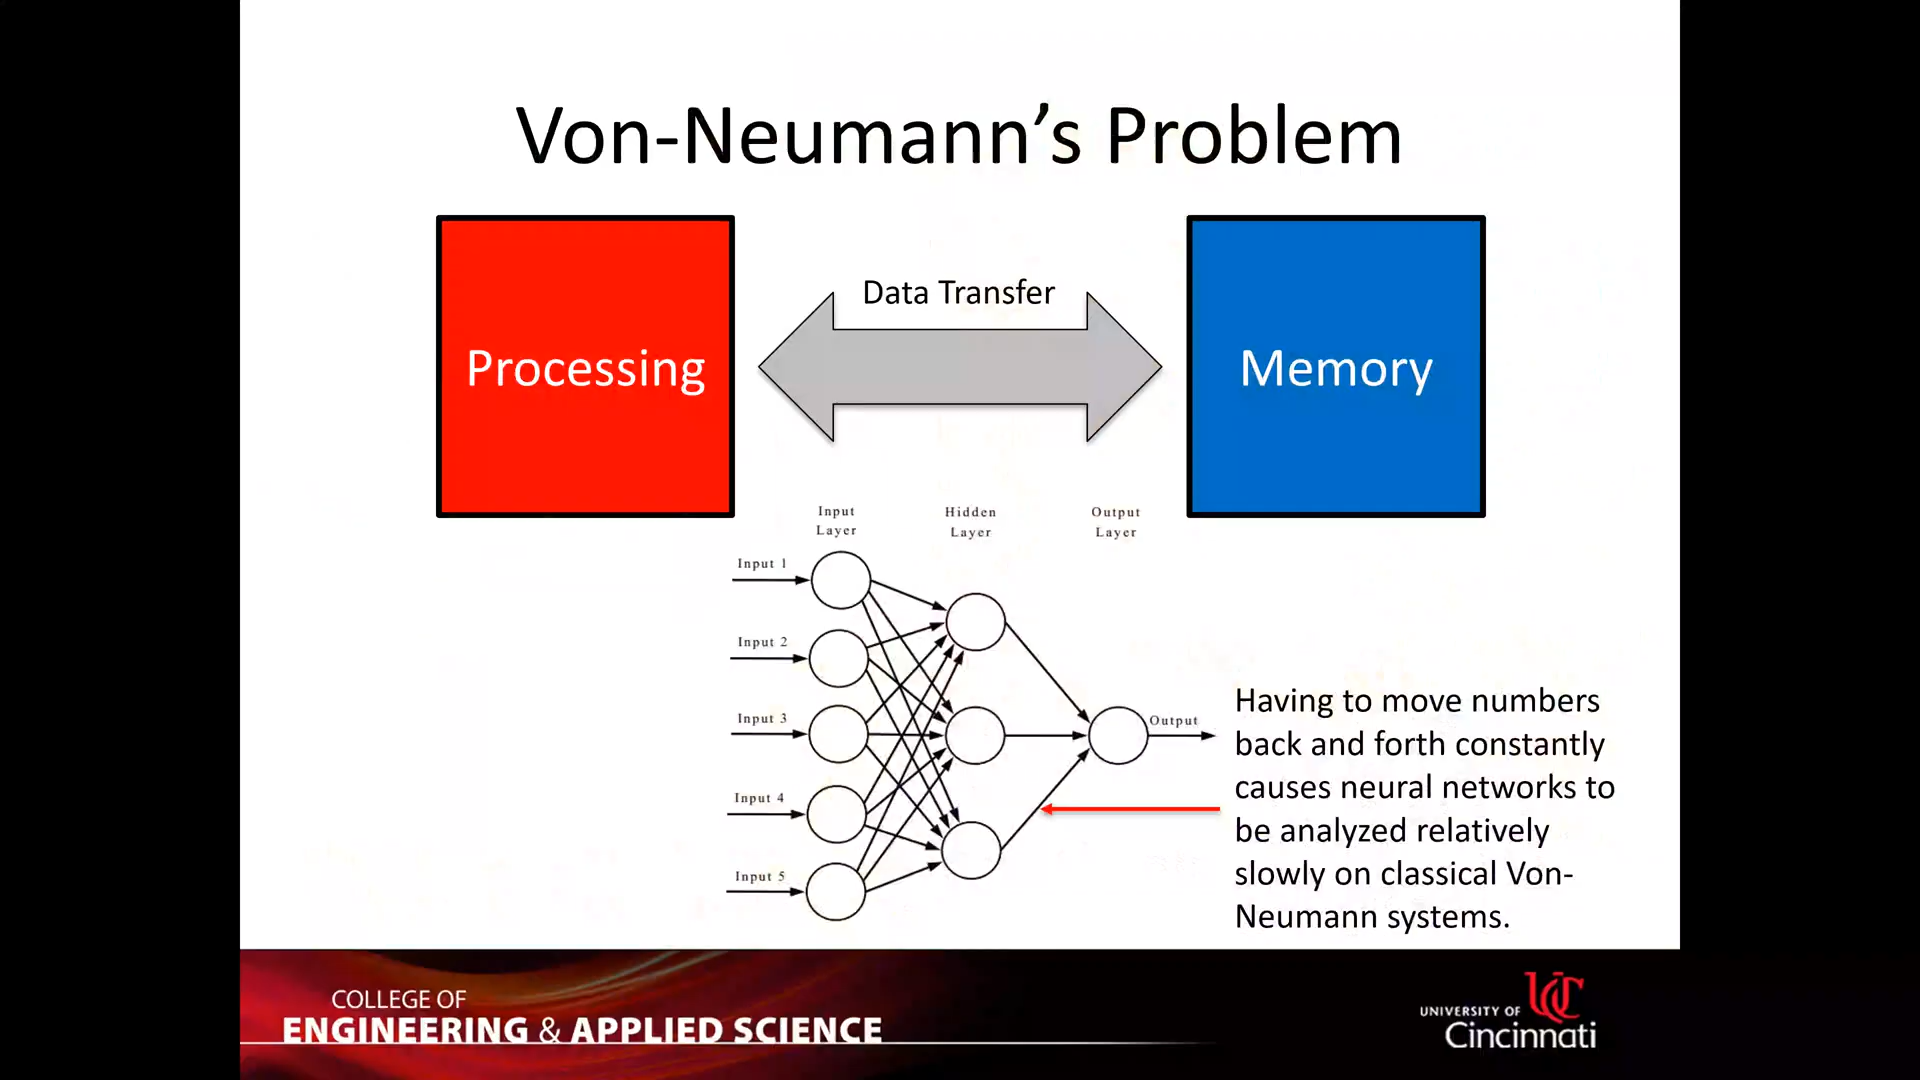 Von-Neumann’s Problem
Processing
Data Transfer
Memory
Input
Layer
Hidden
Layer
Output
Layer
Input 1
Input 2
Input 3
Input 4
Input 5
Output
Having to move numbers
back and forth constantly
causes neural networks to
be analyzed relatively
slowly on classical Von-
Neumann systems.
COLLEGE OF
ENGINEERING & APPLIED SCIENCE
UC
UNIVERSITY OF
Cincinnati